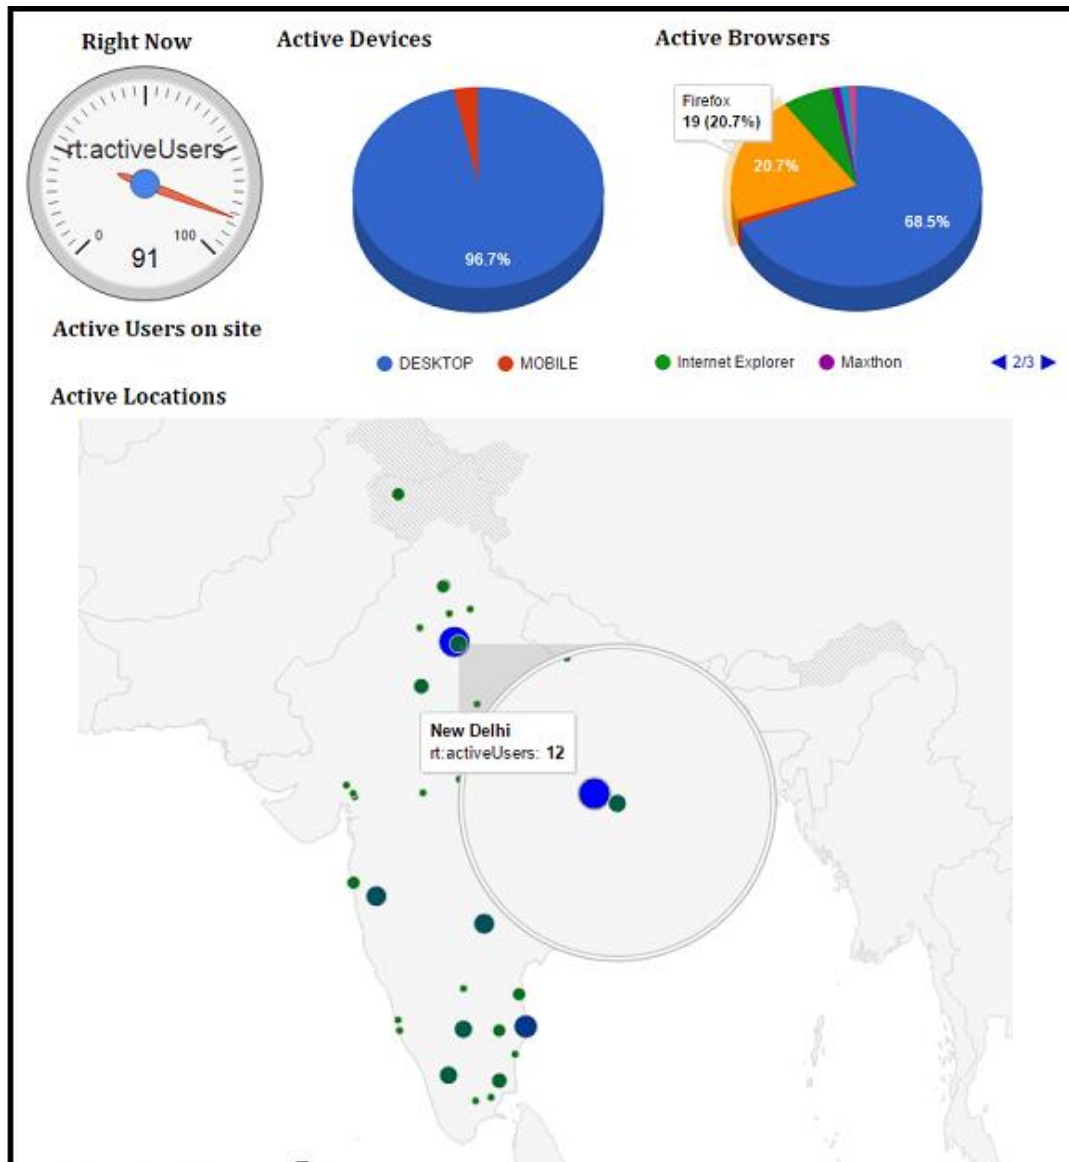 Right Now
rt:activeUsers
0
100
91
Active Users on site
Active Devices
96.7%
DESKTOP
MOBILE
Active Browsers
Firefox
19 (20.7%)
20.7%
68.5%
Internet Explorer
Maxthon
2/3
Active Locations
New Delhi
rt:activeUsers: 12